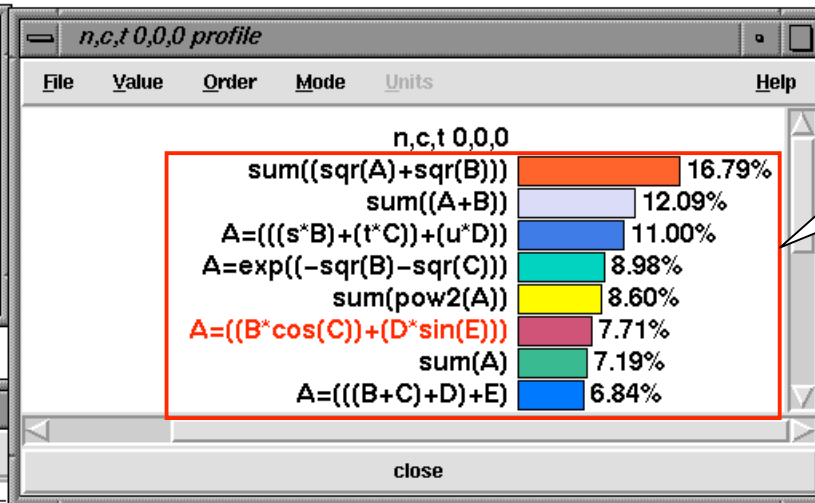 n,c,t 0,0,0 profile
File Value Order Mode Units Help
n,c,t 0,0,0
sum((sqr(A)+sqr(B))) 16.79%
sum((A+B)) 12.09%
A=(((s*B)+(t*C))+(u*D)) 11.00%
A=exp((-sqr(B)-sqr(C))) 8.98%
sum(pow2(A)) 8.60%
A=((B*cos(C))+(D*sin(E))) 7.71%
sum(A) 7.19%
A=(((B+C)+D)+E) 6.84%
close